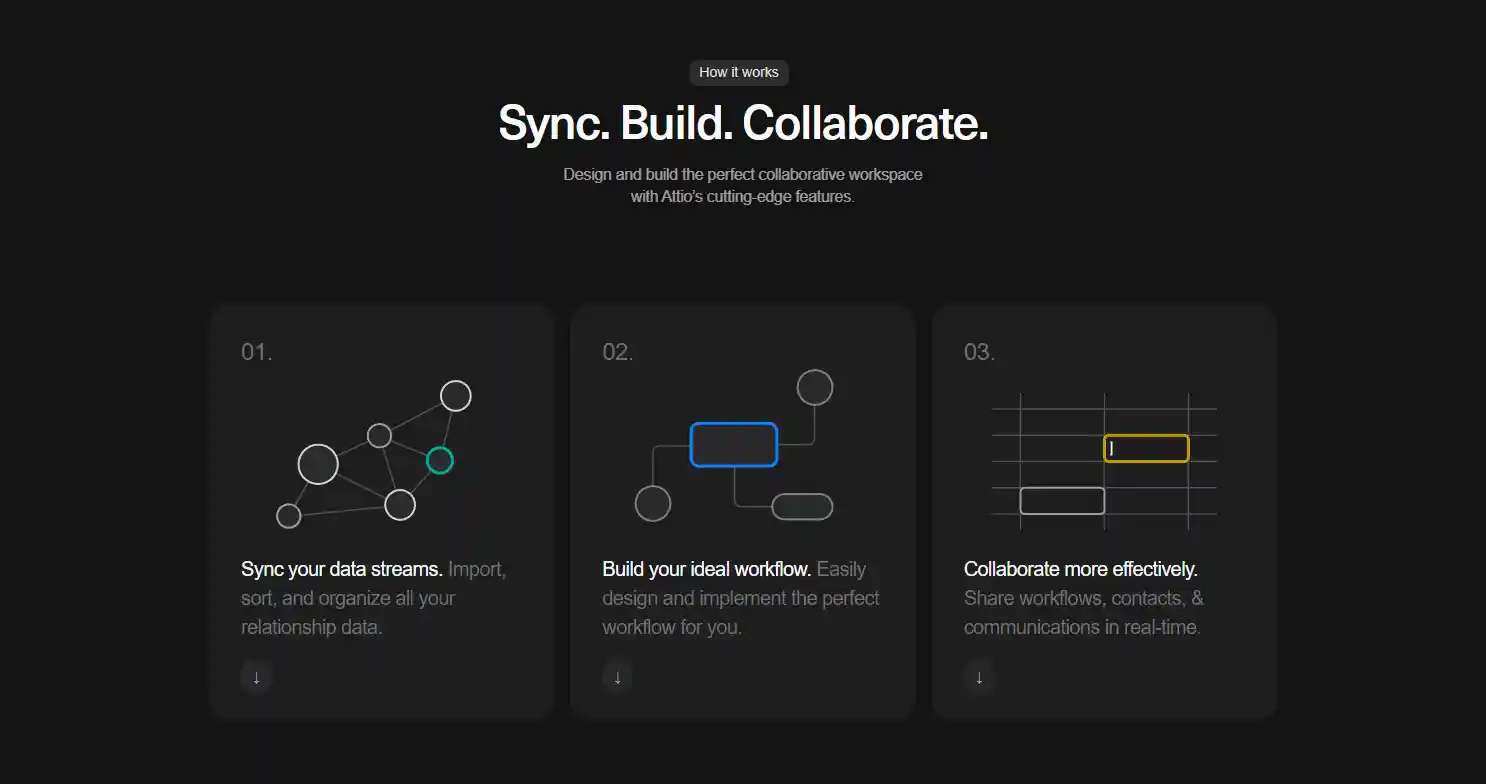 How it works
Sync. Build. Collaborate.
Design and build the perfect collaborative workspace
with Attio’s cutting-edge features.
01.
Sync your data streams. Import,
sort, and organize all your
relationship data.
↓
02.
Build your ideal workflow. Easily
design and implement the perfect
workflow for you.
↓
03.
Collaborate more effectively.
Share workflows, contacts, &
communications in real-time.
↓